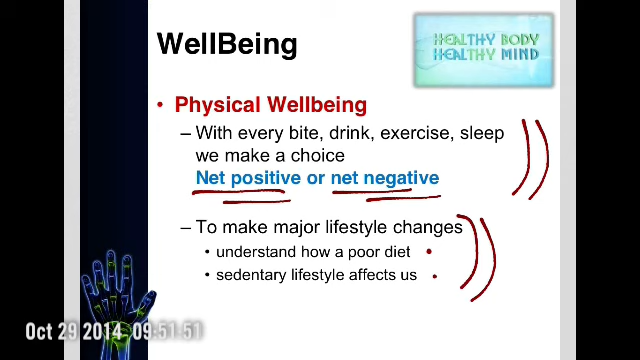 WellBeing
HEALTHY BODY
HEALTHY MIND
• Physical Wellbeing
– With every bite, drink, exercise, sleep
we make a choice
Net positive or net negative
– To make major lifestyle changes
• understand how a poor diet
• sedentary lifestyle affects us
Oct 29 2014 09:51:51